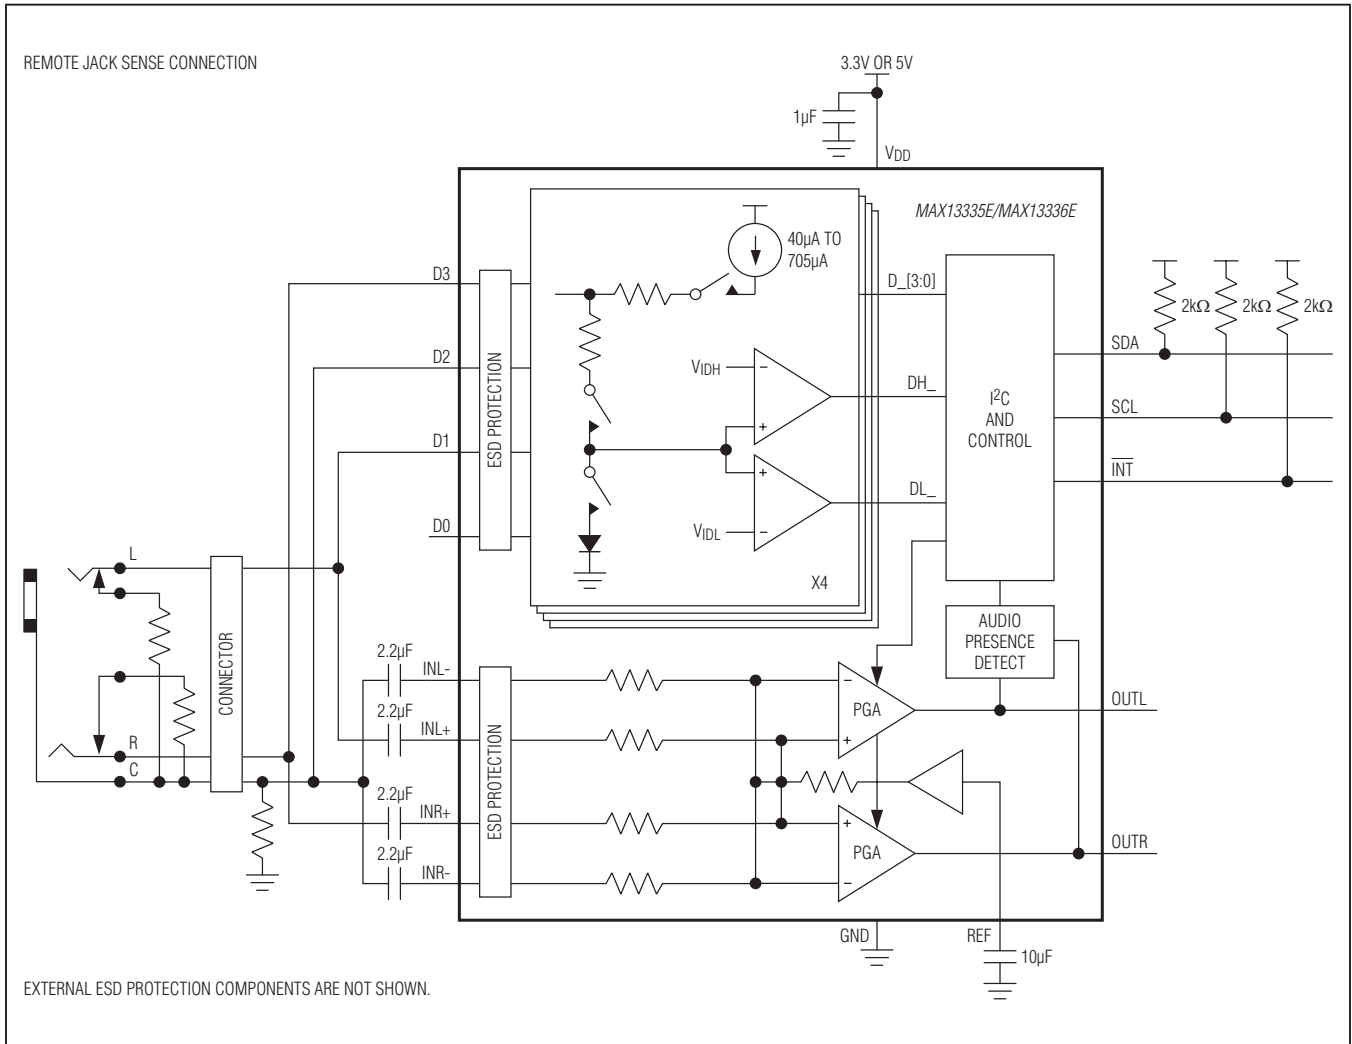 REMOTE JACK SENSE CONNECTION
3.3V OR 5V
1µF
VDD
MAX13335E/MAX13336E
40µA TO
705µA
D3
D_[3:0]
2kΩ
2kΩ
2kΩ
SDA
D2
VIDH
DH_
ESD PROTECTION
I²C
AND
CONTROL
SCL
D1
INT
DL_
D0
VIDL
L
X4
CONNECTOR
AUDIO
PRESENCE
DETECT
2.2µF
INL-
2.2µF
INL+
PGA
OUTL
R
C
ESD PROTECTION
2.2µF
INR+
2.2µF
INR-
PGA
OUTR
GND
REF
10µF
EXTERNAL ESD PROTECTION COMPONENTS ARE NOT SHOWN.